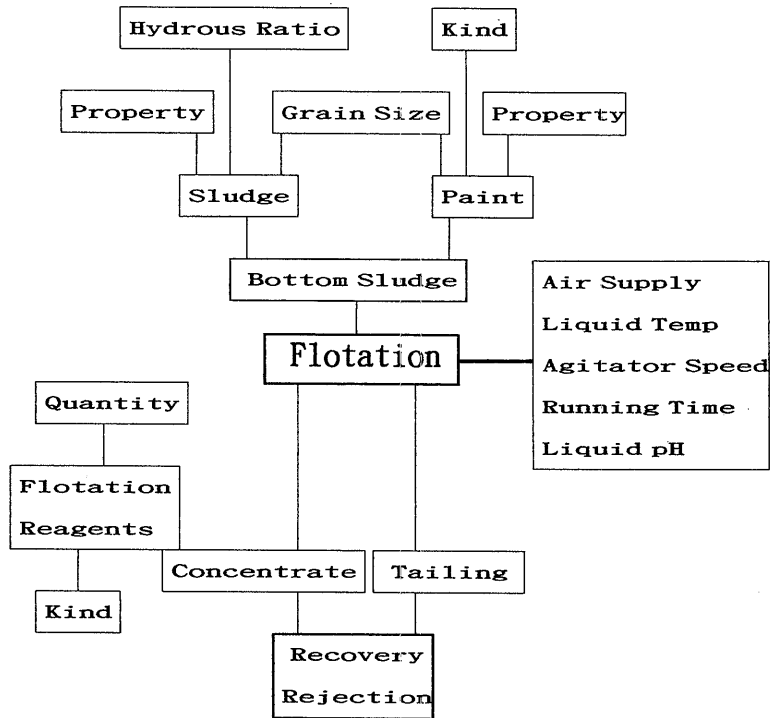 Hydrous Ratio
Kind
Property
Grain Size
Property
Sludge
Paint
Bottom Sludge
Flotation
Air Supply
Liquid Temp
Agitator Speed
Running Time
Liquid pH
Quantity
Flotation
Reagents
Concentrate
Tailing
Kind
Recovery
Rejection